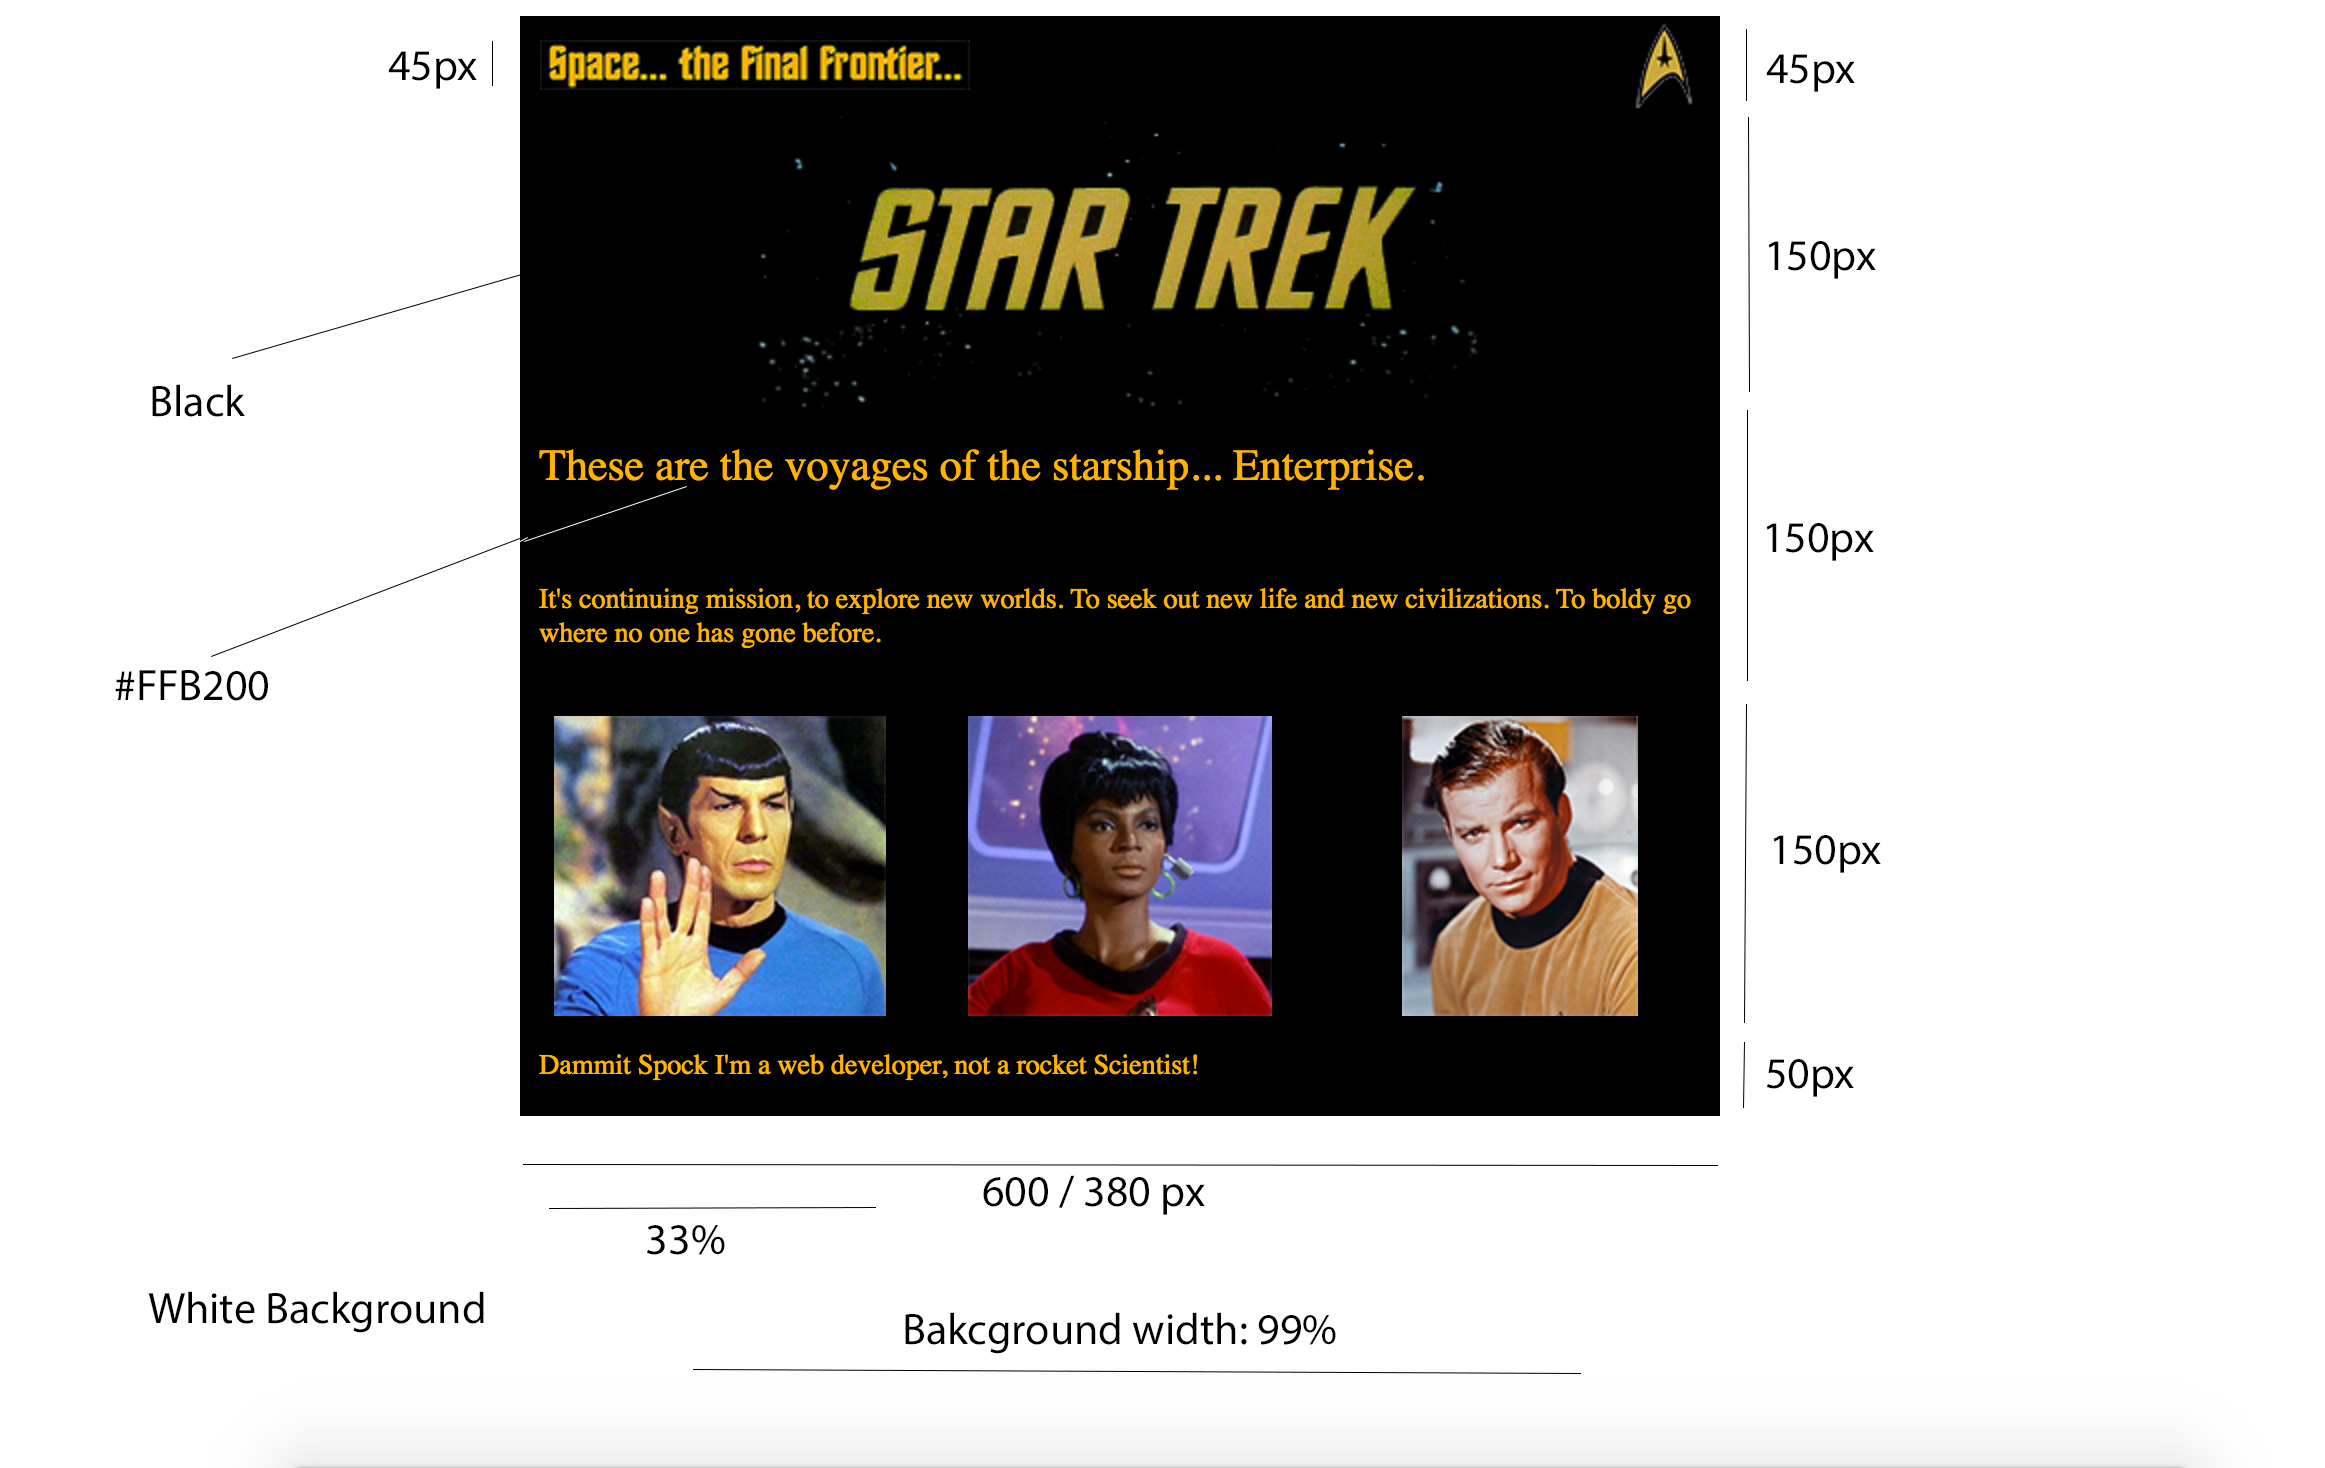 45px
Space... the Final Frontier...
45px
STAR TREK
150px
Black
These are the voyages of the starship... Enterprise.
150px
It's continuing mission, to explore new worlds. To seek out new life and new civilizations. To boldy go
where no one has gone before.
#FFB200
150px
Dammit Spock I'm a web developer, not a rocket Scientist!
50px
600 / 380 px
33%
White Background
Bakcground width: 99%